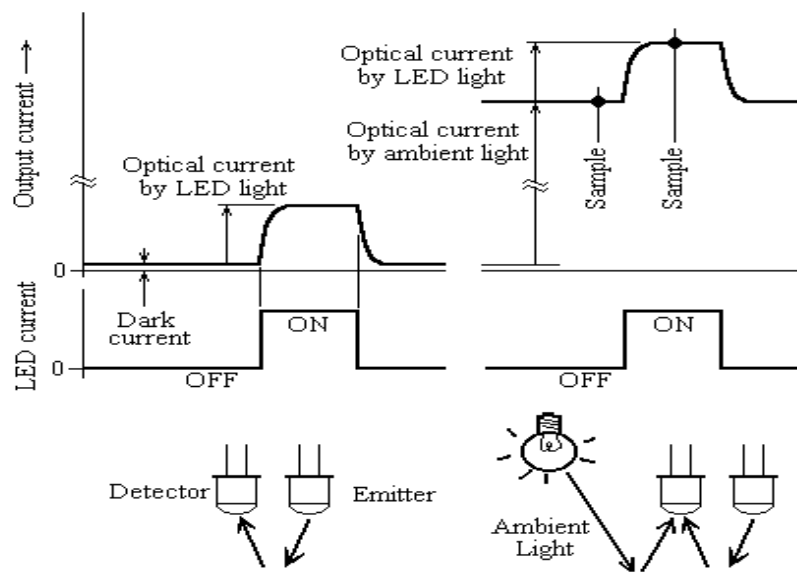 Output current →
Optical current
by LED light
Optical current
by LED light
Optical current
by ambient light
Sample
Sample
0
Dark
current
LED current
0
OFF
ON
OFF
ON
Detector
Emitter
Ambient
Light